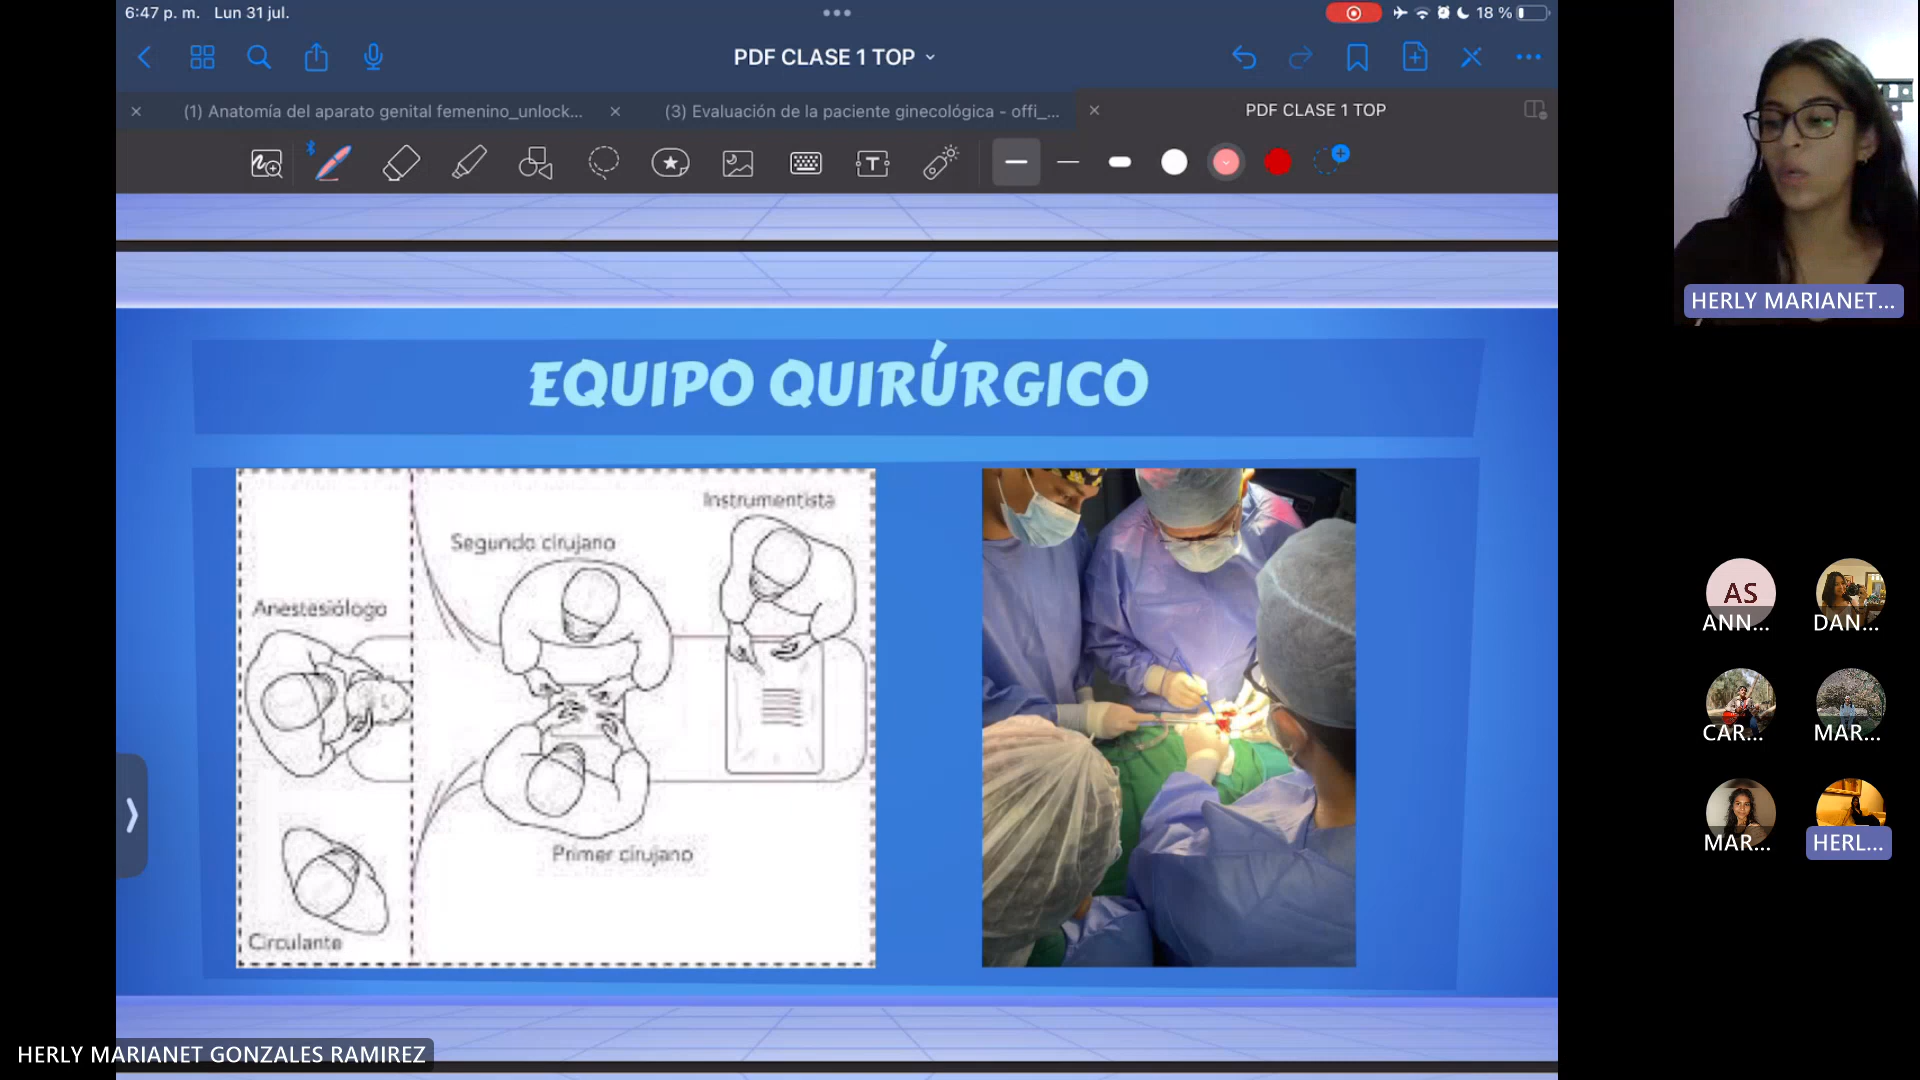 6:47 p. m. Lun 31 jul.
18 %
PDF CLASE 1 TOP
(1) Anatomía del aparato genital femenino_unlock...
(3) Evaluación de la paciente ginecológica - offi_...
PDF CLASE 1 TOP
T
HERLY MARIANET...
EQUIPO QUIRÚRGICO
Instrumentista
Segundo cirujano
Anestesiólogo
Primer cirujano
Circulante
AS
ANN...
DAN...
CAR...
MAR...
MAR...
HERL...
HERLY MARIANET GONZALES RAMIREZ